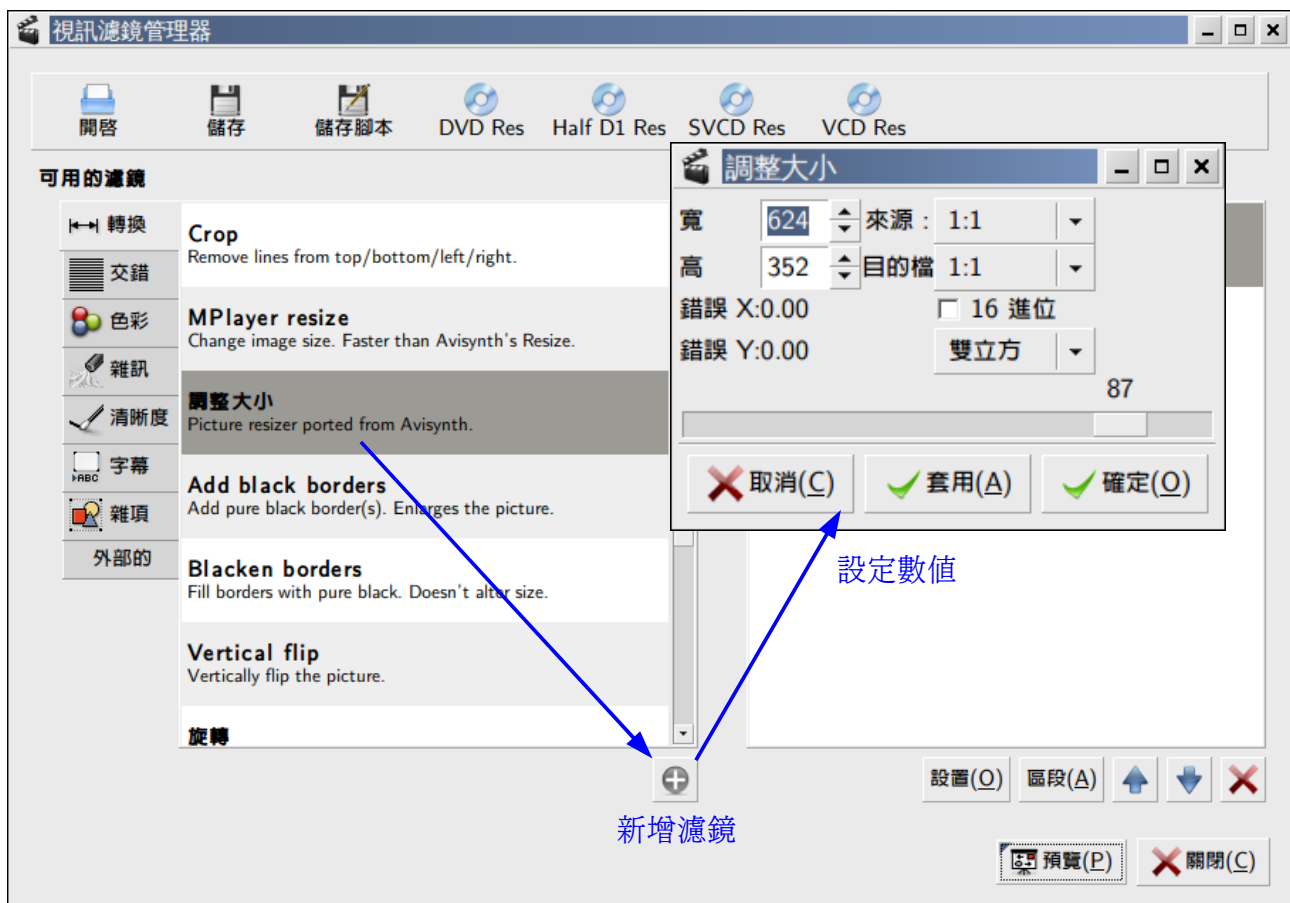 視訊濾鏡管理器
開啓 儲存 儲存腳本 DVD Res Half D1 Res SVCD Res VCD Res
可用的濾鏡
轉換
交錯
色彩
雜訊
清晰度
字幕
ABC
雜項
外部的
Crop
Remove lines from top/bottom/left/right.
MPlayer resize
Change image size. Faster than Avisynth's Resize.
調整大小
Picture resizer ported from Avisynth.
Add black borders
Add pure black border(s). Enlarges the picture.
Blacken borders
Fill borders with pure black. Doesn't alter size.
Vertical flip
Vertically flip the picture.
旋轉
調整大小
寬 624 來源 : 1:1
高 352 目的檔 1:1
錯誤 X:0.00 16 進位
錯誤 Y:0.00 雙立方
87
取消(C) 套用(A) 確定(O)
設定數值
新增濾鏡
設置(O) 區段(A)
預覽(P) 關閉(C)